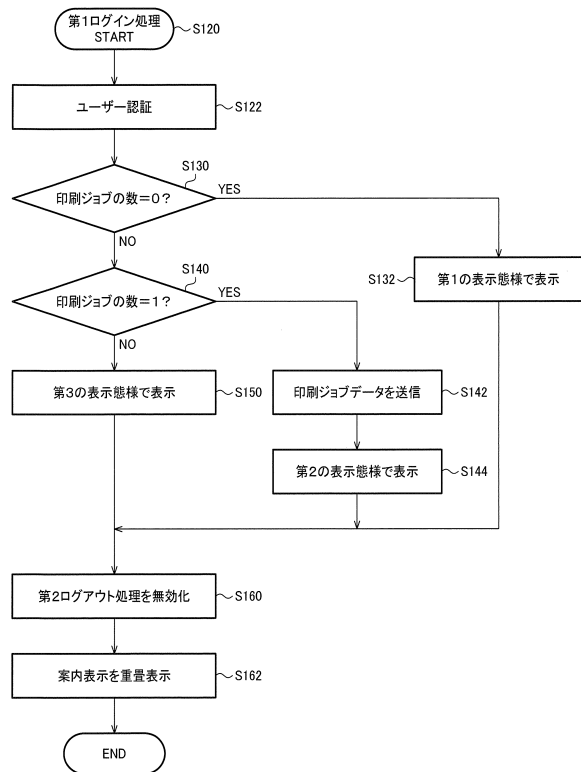 第1ログイン処理
START
S120
ユーザー認証
S122
S130
印刷ジョブの数=0?
YES
NO
S140
印刷ジョブの数=1?
YES
NO
S132
第1の表示態様で表示
第3の表示態様で表示
S150
印刷ジョブデータを送信
S142
第2の表示態様で表示
S144
第2ログアウト処理を無効化
S160
案内表示を重畳表示
S162
END